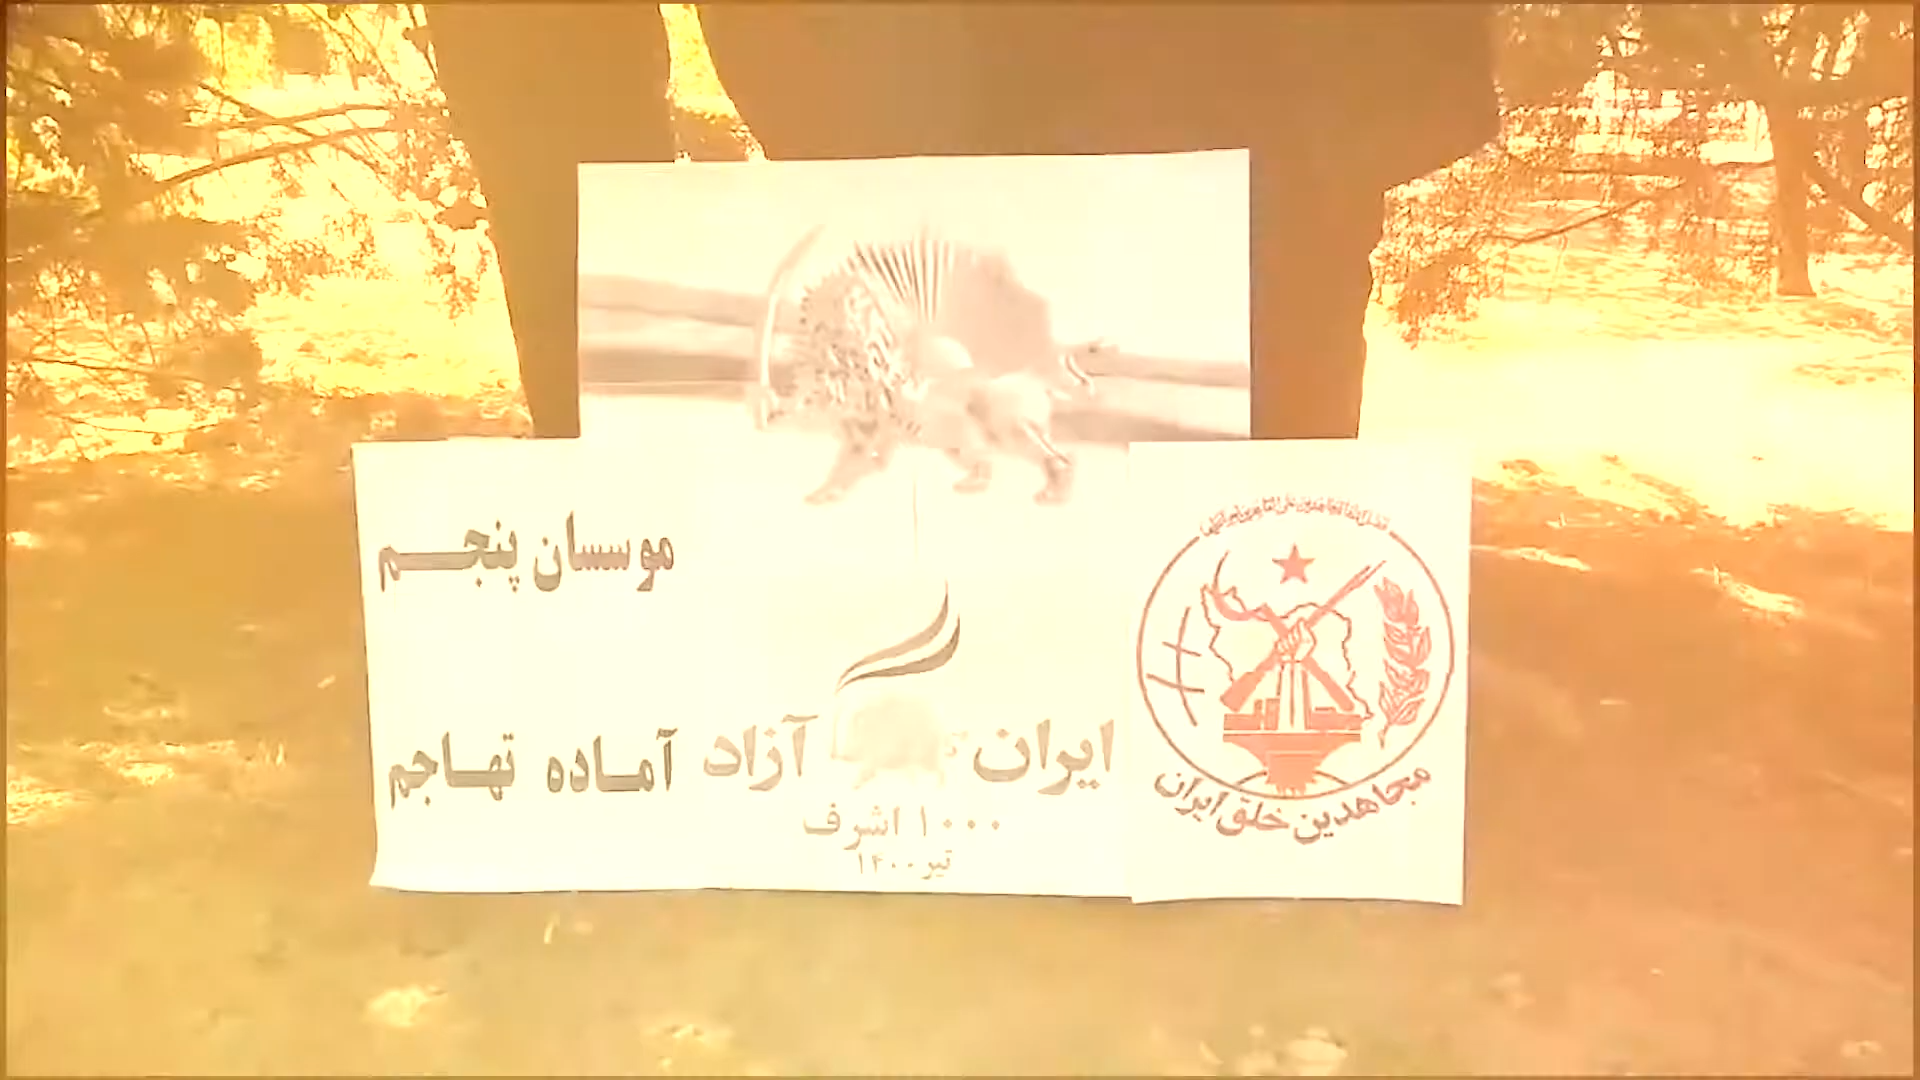 موسسان پنجم
آماده تهاجم
ایران آزاد
۱۰۰۰ اشرف
تیر ۱۴۰۰
مجاهدین خلق ایران